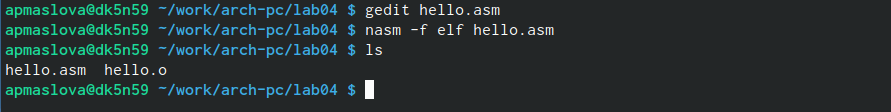 apmaslova@dk5n59 ~/work/arch-pc/lab04 $ gedit hello.asm
apmaslova@dk5n59 ~/work/arch-pc/lab04 $ nasm -f elf hello.asm
apmaslova@dk5n59 ~/work/arch-pc/lab04 $ ls
hello.asm  hello.o
apmaslova@dk5n59 ~/work/arch-pc/lab04 $